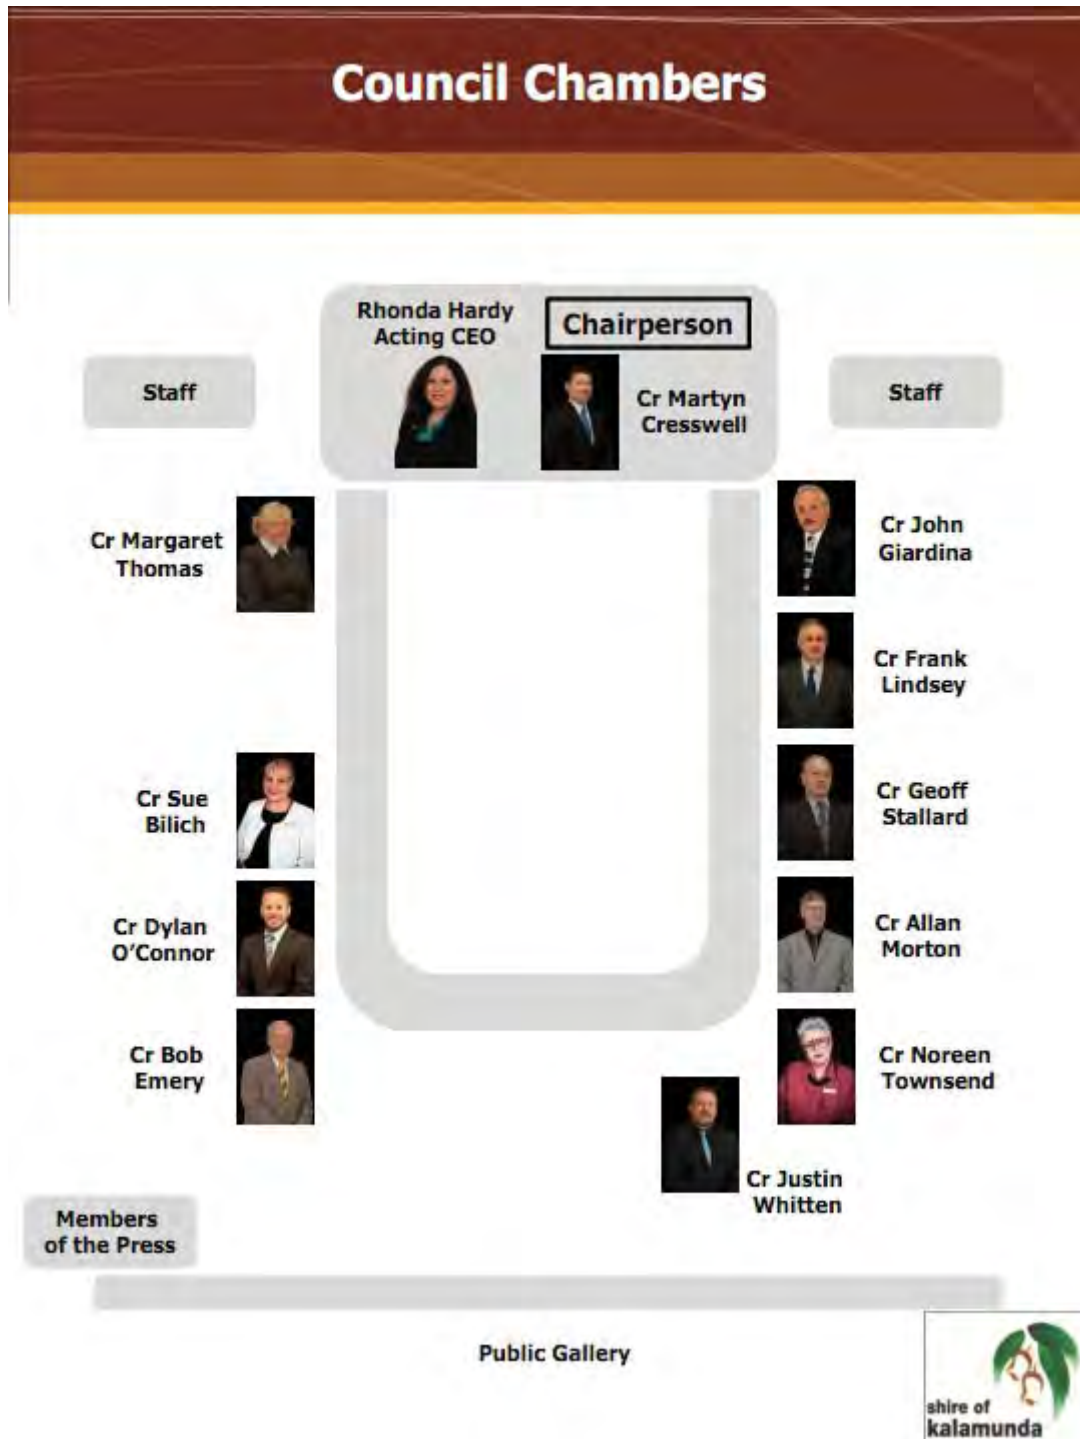 Council Chambers
Rhonda Hardy
Acting CEO
Chairperson
Cr Martyn
Cresswell
Staff
Staff
Cr Margaret
Thomas
Cr John
Giardina
Cr Frank
Lindsey
Cr Sue
Bilich
Cr Geoff
Stallard
Cr Dylan
O'Connor
Cr Allan
Morton
Cr Bob
Emery
Cr Noreen
Townsend
Cr Justin
Whitten
Members
of the Press
Public Gallery
shire of
kalamunda